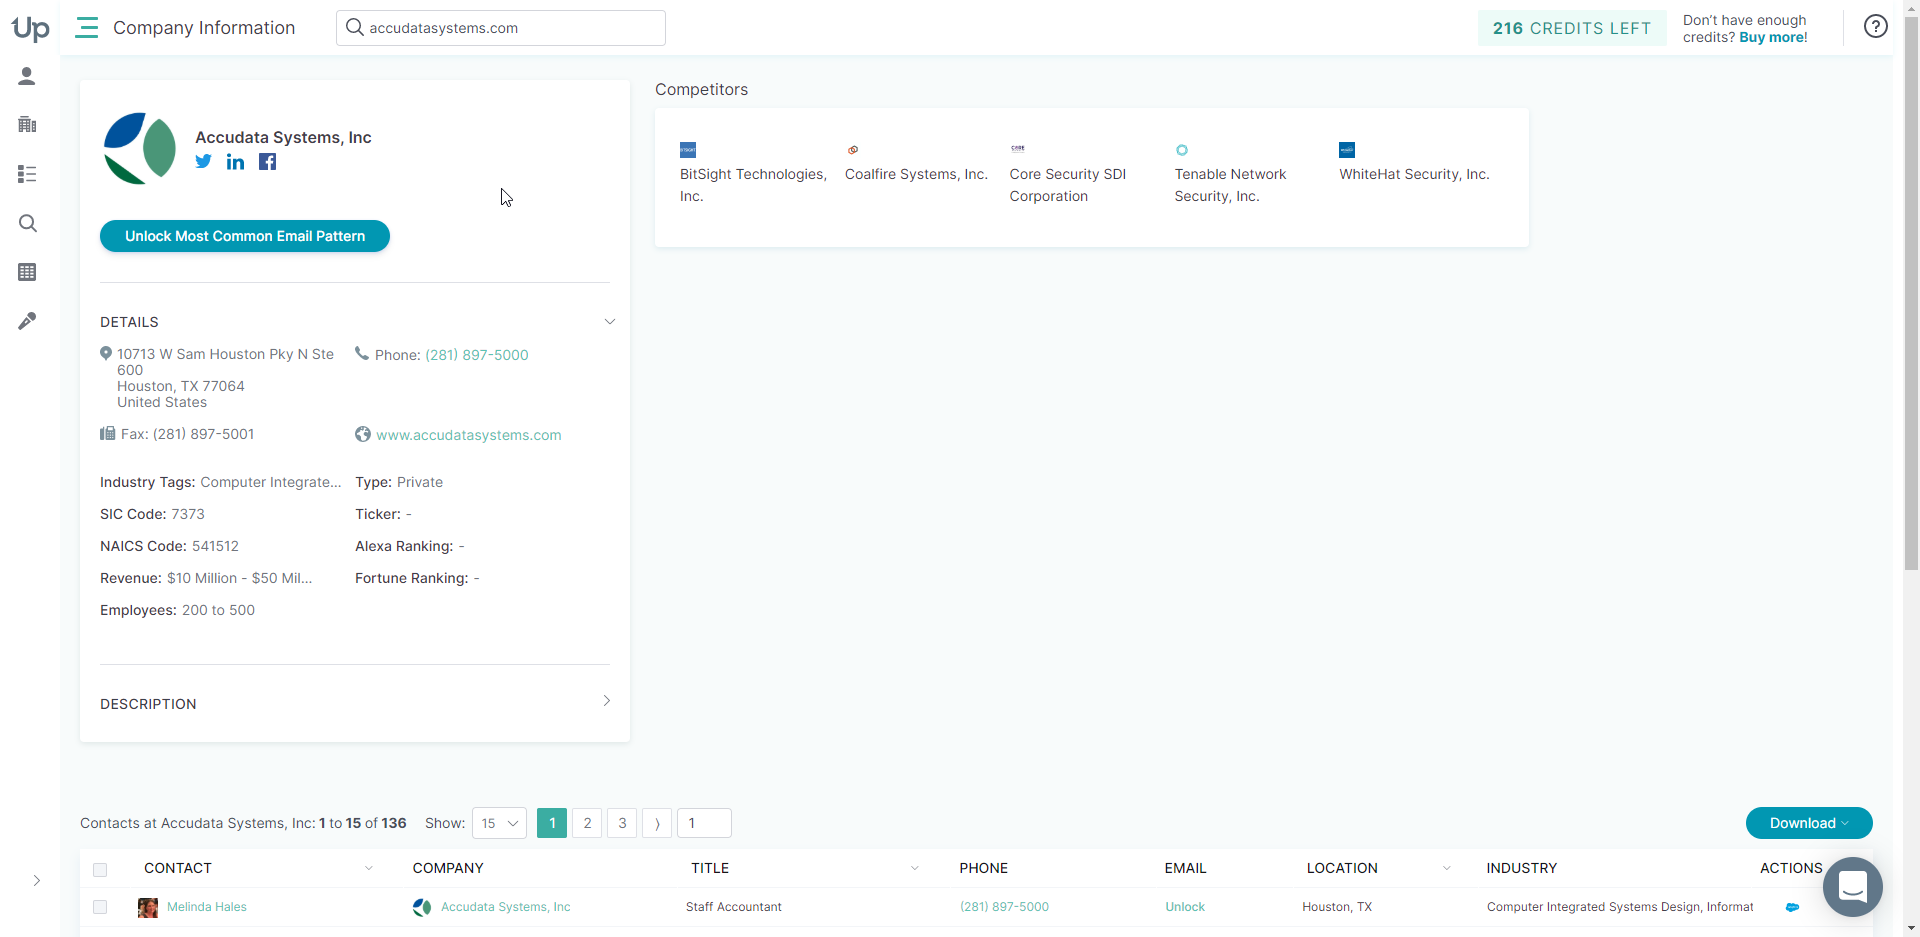 Up
Company Information
accudatasystems.com
216 CREDITS LEFT
Don't have enough
credits? Buy more!
Accudata Systems, Inc
Unlock Most Common Email Pattern
DETAILS
10713 W Sam Houston Pky N Ste
600
Houston, TX 77064
United States
Phone: (281) 897-5000
Fax: (281) 897-5001
www.accudatasystems.com
Industry Tags: Computer Integrate...
Type: Private
SIC Code: 7373
Ticker: -
NAICS Code: 541512
Alexa Ranking: -
Revenue: $10 Million - $50 Mil...
Fortune Ranking: -
Employees: 200 to 500
DESCRIPTION
Competitors
BitSight Technologies,
Inc.
Coalfire Systems, Inc.
CORE
Core Security SDI
Corporation
Tenable Network
Security, Inc.
WhiteHat Security, Inc.
Contacts at Accudata Systems, Inc: 1 to 15 of 136
Show: 15
1 2 3 ⟩ 1
Download
CONTACT COMPANY TITLE PHONE EMAIL LOCATION INDUSTRY ACTIONS
Melinda Hales Accudata Systems, Inc Staff Accountant (281) 897-5000 Unlock Houston, TX Computer Integrated Systems Design, Informat